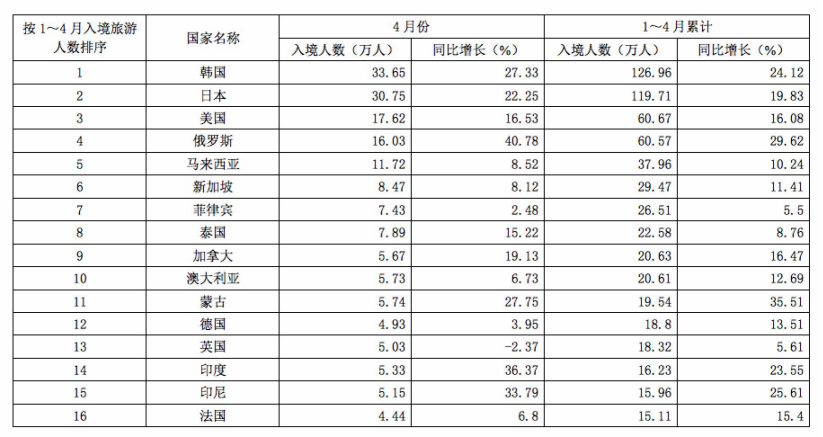 按1～4月入境旅游人数排序 国家名称 4月份 1～4月累计
入境人数（万人） 同比增长（%） 入境人数（万人） 同比增长（%）
1 韩国 33.65 27.33 126.96 24.12
2 日本 30.75 22.25 119.71 19.83
3 美国 17.62 16.53 60.67 16.08
4 俄罗斯 16.03 40.78 60.57 29.62
5 马来西亚 11.72 8.52 37.96 10.24
6 新加坡 8.47 8.12 29.47 11.41
7 菲律宾 7.43 2.48 26.51 5.5
8 泰国 7.89 15.22 22.58 8.76
9 加拿大 5.67 19.13 20.63 16.47
10 澳大利亚 5.73 6.73 20.61 12.69
11 蒙古 5.74 27.75 19.54 35.51
12 德国 4.93 3.95 18.8 13.51
13 英国 5.03 -2.37 18.32 5.61
14 印度 5.33 36.37 16.23 23.55
15 印尼 5.15 33.79 15.96 25.61
16 法国 4.44 6.8 15.11 15.4